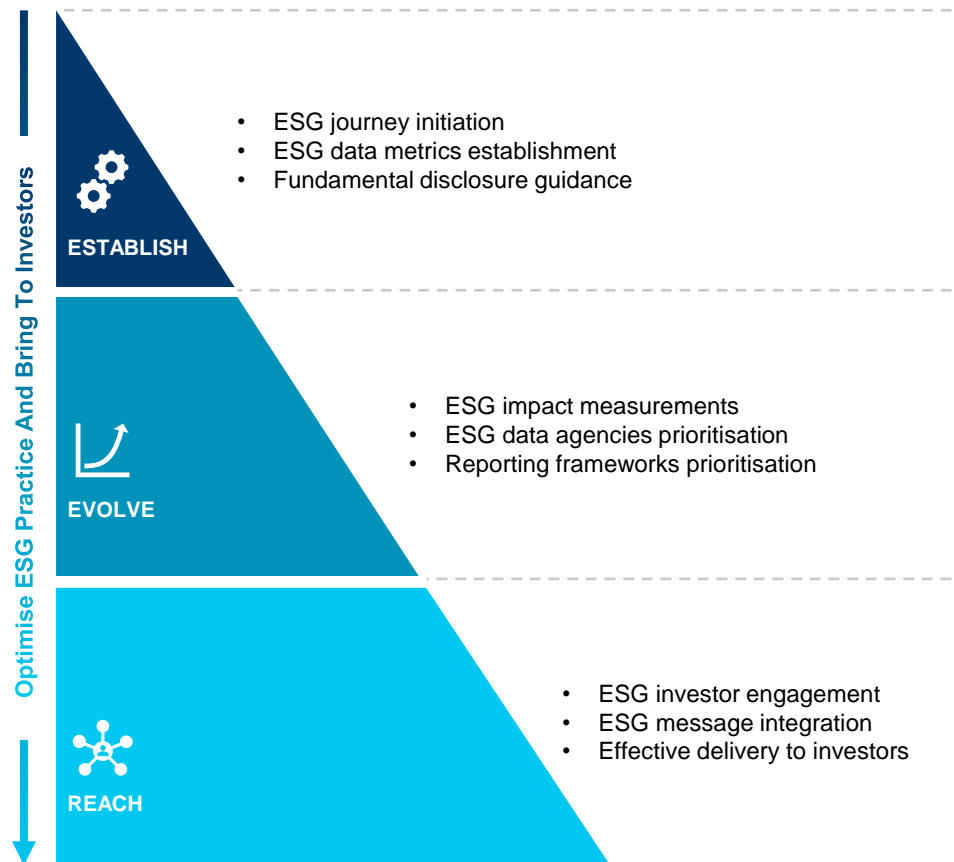 Optimise ESG Practice And Bring To Investors
• ESG journey initiation
• ESG data metrics establishment
• Fundamental disclosure guidance
ESTABLISH
• ESG impact measurements
• ESG data agencies prioritisation
• Reporting frameworks prioritisation
EVOLVE
• ESG investor engagement
• ESG message integration
• Effective delivery to investors
REACH